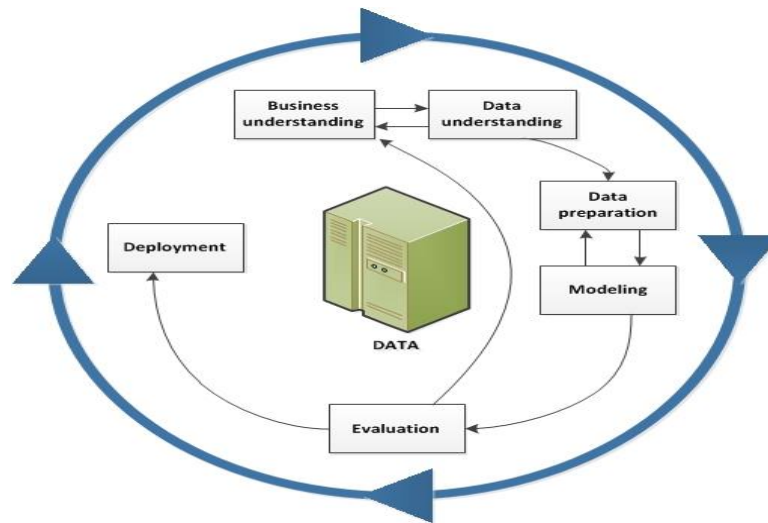 Business
understanding
Data
understanding
Data
preparation
Deployment
Modeling
DATA
Evaluation